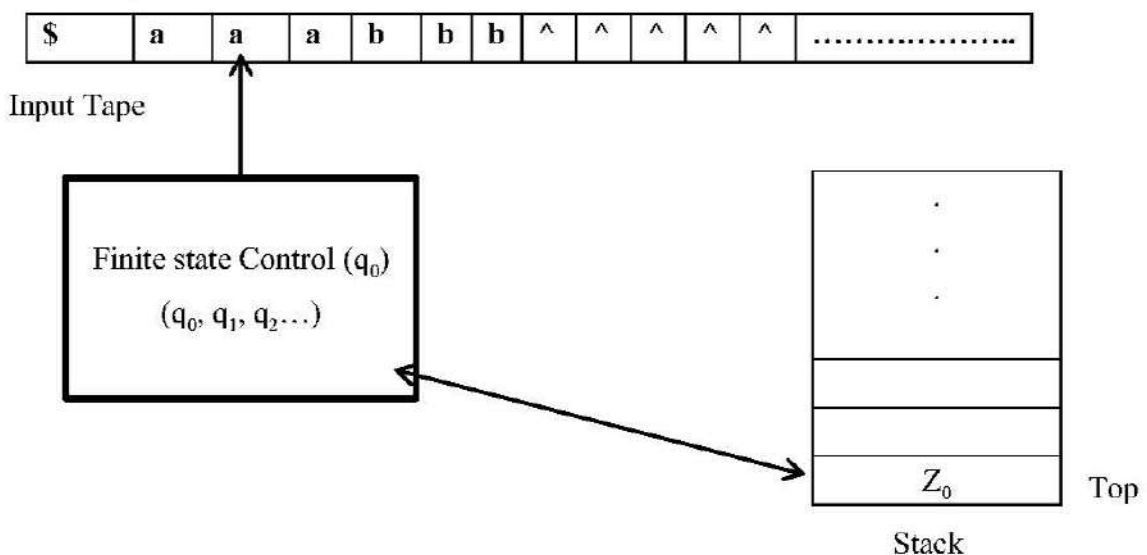 $ a a a b b b ^ ^ ^ ^ ^ ......................
Input Tape
Finite state Control (q₀)
(q₀, q₁, q₂…)
.
.
.
Z₀
Top
Stack